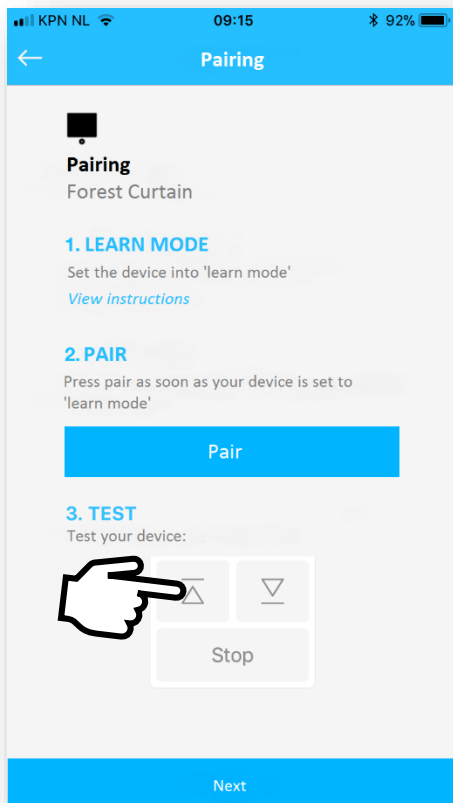 KPN NL 09:15 92%
Pairing
Pairing
Forest Curtain
1. LEARN MODE
Set the device into 'learn mode'
View instructions
2. PAIR
Press pair as soon as your device is set to
'learn mode'
Pair
3. TEST
Test your device:
Stop
Next